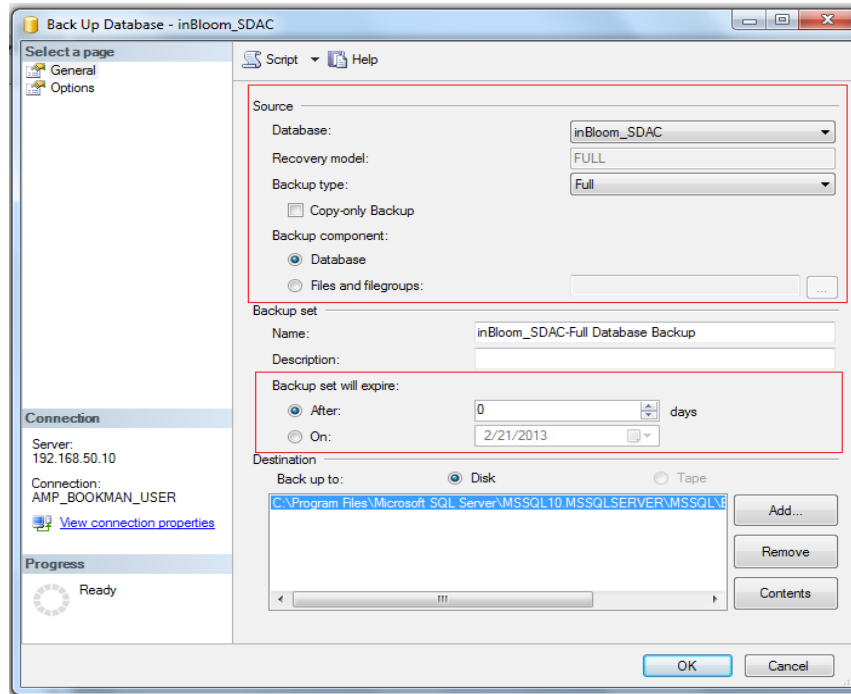 Back Up Database - inBloom_SDAC
Select a page
General
Options
Script
Help
Source
Database:
inBloom_SDAC
Recovery model:
FULL
Backup type:
Full
Copy-only Backup
Backup component:
Database
Files and filegroups:
...
Backup set
Name:
inBloom_SDAC-Full Database Backup
Description:
Backup set will expire:
After:
0
days
On:
2/21/2013
Destination
Back up to:
Disk
Tape
C:\Program Files\Microsoft SQL Server\MSSQL10.MSSQLSERVER\MSSQL\
Add...
Remove
Contents
Connection
Server:
192.168.50.10
Connection:
AMP_BOOKMAN_USER
View connection properties
Progress
Ready
OK
Cancel